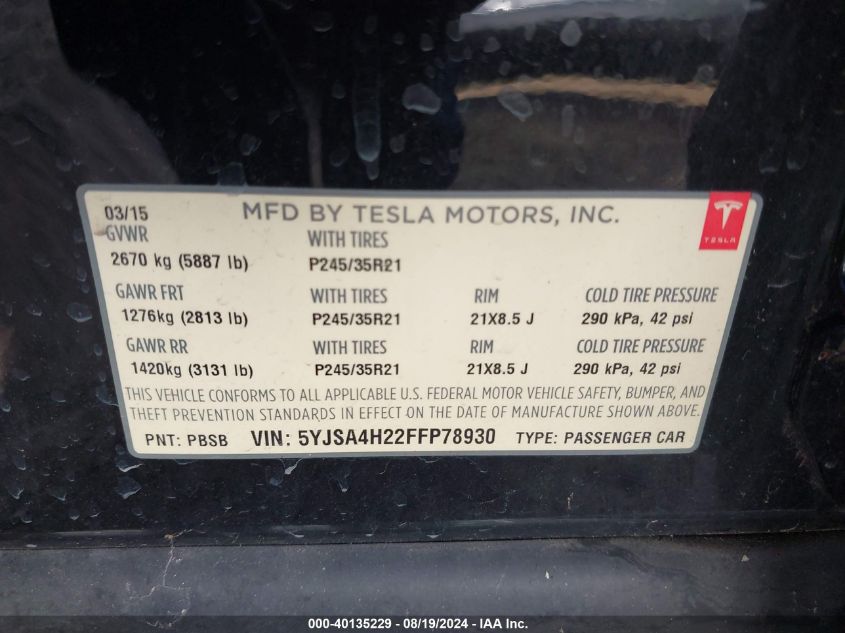 03/15 MFD BY TESLA MOTORS, INC.
TESLA
GVWR WITH TIRES
2670 kg (5887 lb) P245/35R21
GAWR FRT WITH TIRES RIM COLD TIRE PRESSURE
1276kg (2813 lb) P245/35R21 21X8.5 J 290 kPa, 42 psi
GAWR RR WITH TIRES RIM COLD TIRE PRESSURE
1420kg (3131 lb) P245/35R21 21X8.5 J 290 kPa, 42 psi
THIS VEHICLE CONFORMS TO ALL APPLICABLE U.S. FEDERAL MOTOR VEHICLE SAFETY, BUMPER, AND
THEFT PREVENTION STANDARDS IN EFFECT ON THE DATE OF MANUFACTURE SHOWN ABOVE.
PNT: PBSB VIN: 5YJSA4H22FFP78930 TYPE: PASSENGER CAR
000-40135229 - 08/19/2024 - IAA Inc.